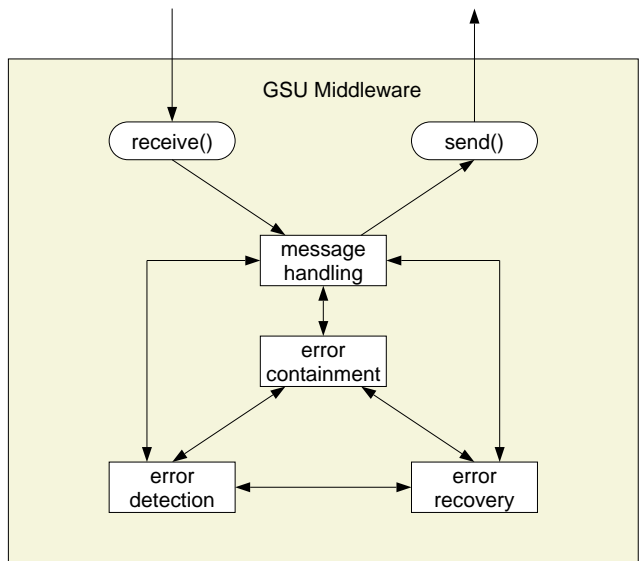 GSU Middleware
receive()
send()
message
handling
error
containment
error
detection
error
recovery